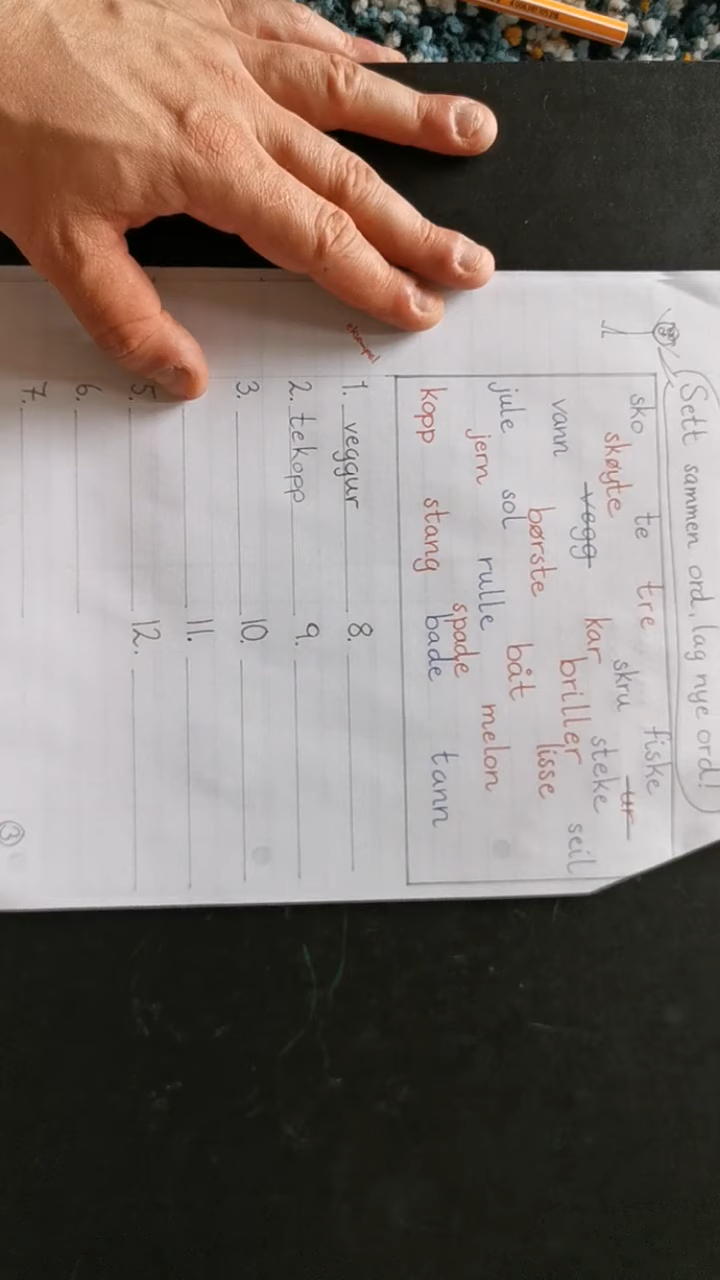 Sett sammen ord, lag nye ord!
sko te tre fiske
skøyte skru ur
vann vegg kar steke
børste briller seil
jule sol båt lisse
jern rulle melon
spade
kopp stang bade tann
eksempel
1. veggur 8.
2. tekopp 9.
3. 10.
11.
5. 12.
6.
7.
3